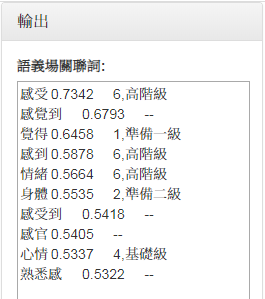 輸出
語義場關聯詞:
感受 0.7342 6,高階級
感覺到 0.6793 --
覺得 0.6458 1,準備一級
感到 0.5878 6,高階級
情緒 0.5664 6,高階級
身體 0.5535 2,準備二級
感受到 0.5418 --
感官 0.5405 --
心情 0.5337 4,基礎級
熟悉感 0.5322 --